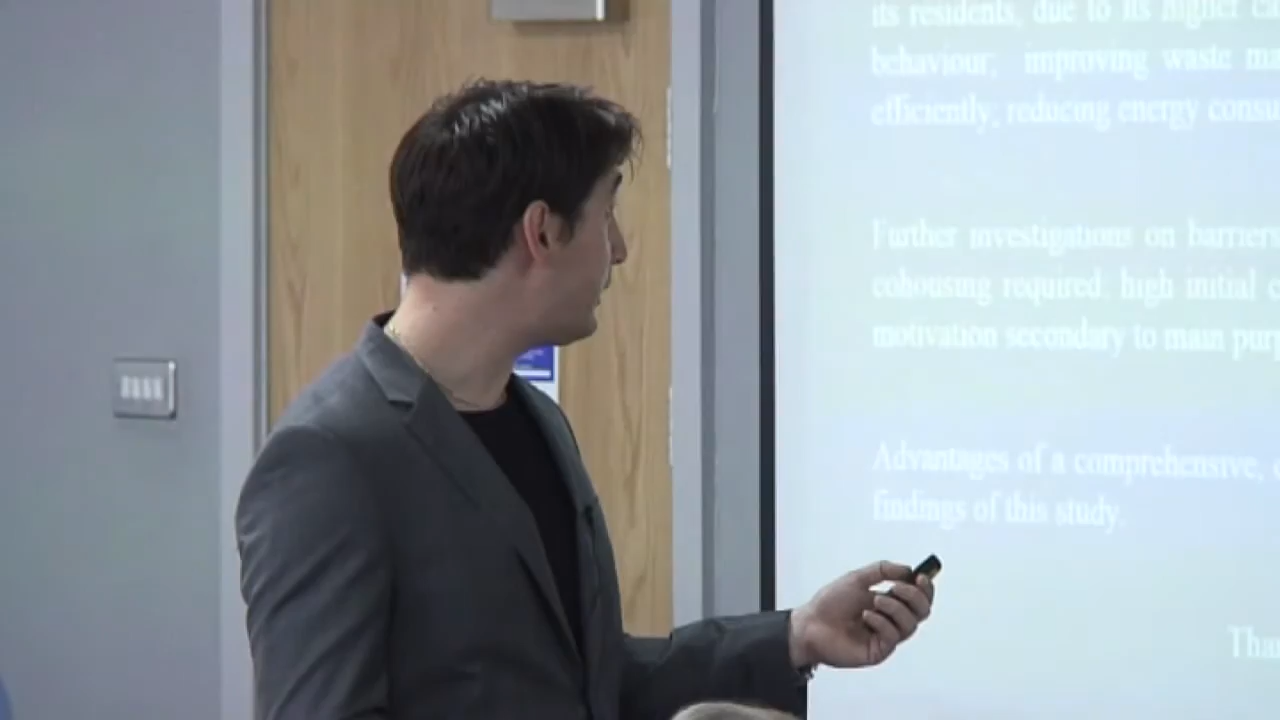 its residents, due to its higher
behaviour; improving waste
efficiently, reducing energy
Further investigations on barriers
cohousing required: high initial
motivation secondary to main
Advantages of a comprehensive,
findings of this study.